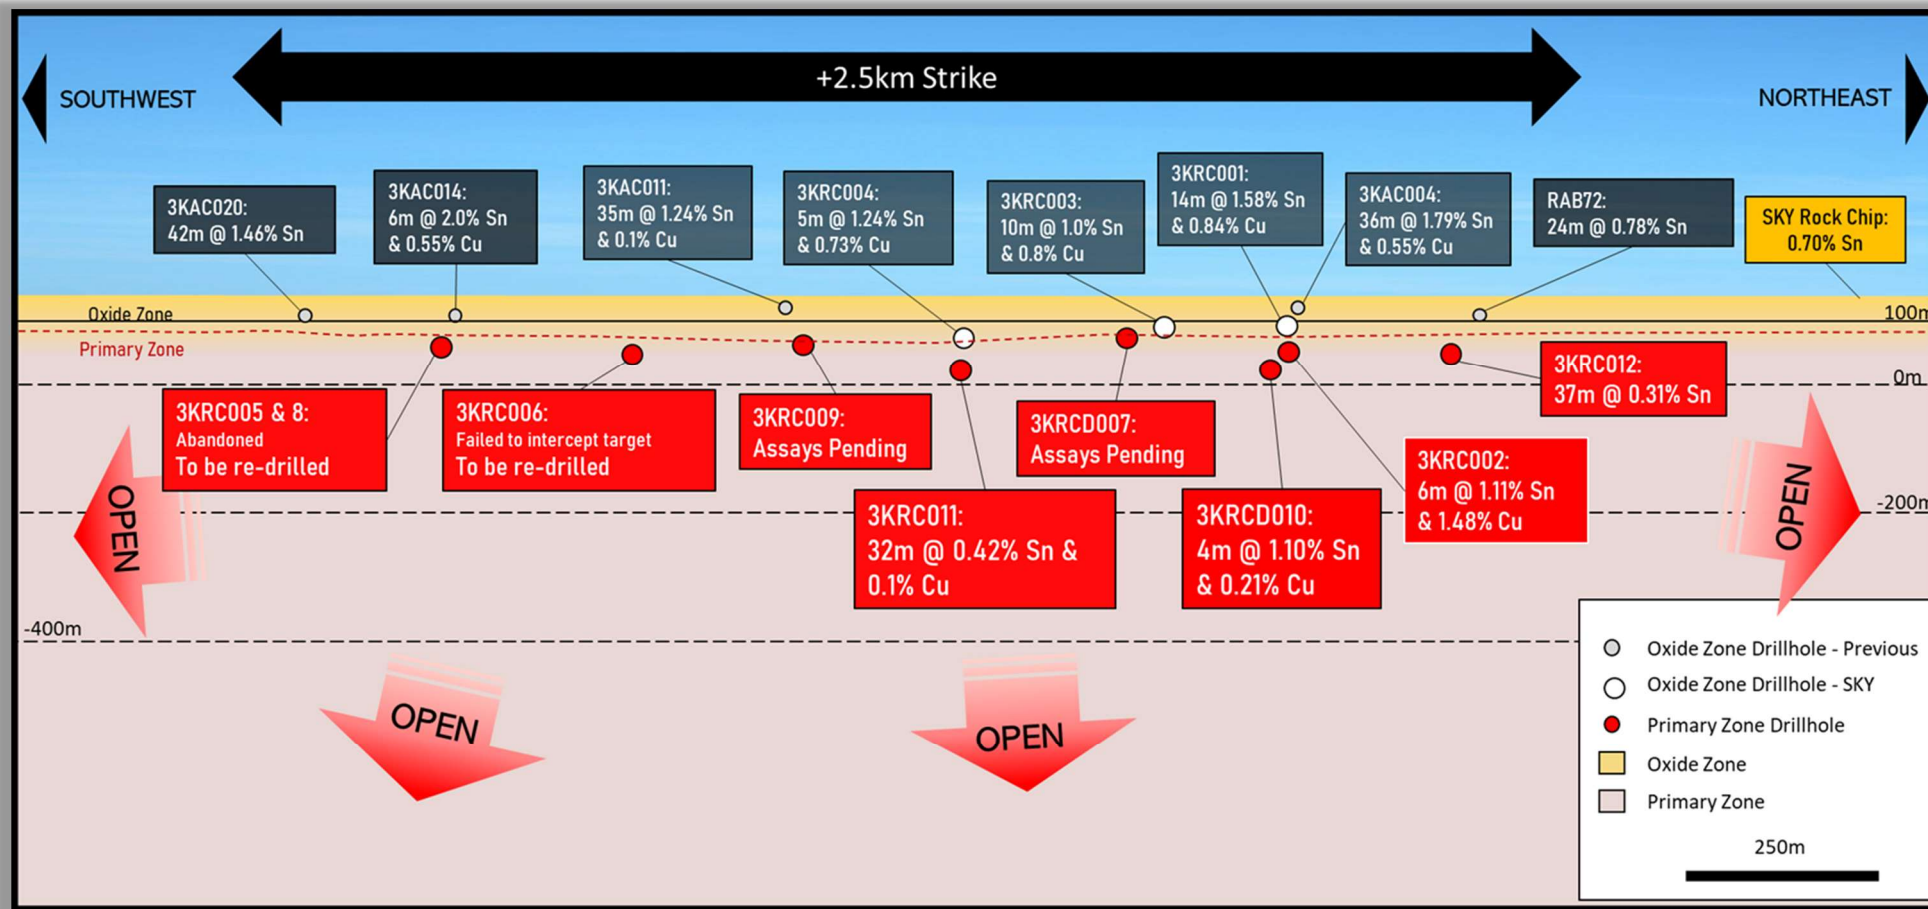 +2.5km Strike
SOUTHWEST
NORTHEAST
3KAC020:
42m @ 1.46% Sn
3KAC014:
6m @ 2.0% Sn
& 0.55% Cu
3KAC011:
35m @ 1.24% Sn
& 0.1% Cu
3KRC004:
5m @ 1.24% Sn
& 0.73% Cu
3KRC003:
10m @ 1.0% Sn
& 0.8% Cu
3KRC001:
14m @ 1.58% Sn
& 0.84% Cu
3KAC004:
36m @ 1.79% Sn
& 0.55% Cu
RAB72:
24m @ 0.78% Sn
SKY Rock Chip:
0.70% Sn
Oxide Zone
100m
Primary Zone
0m
3KRC005 & 8:
Abandoned
To be re-drilled
3KRC006:
Failed to intercept target
To be re-drilled
3KRC009:
Assays Pending
3KRC011:
32m @ 0.42% Sn &
0.1% Cu
3KRCD007:
Assays Pending
3KRCD010:
4m @ 1.10% Sn
& 0.21% Cu
3KRC002:
6m @ 1.11% Sn
& 1.48% Cu
3KRC012:
37m @ 0.31% Sn
-200m
OPEN
OPEN
-400m
OPEN
OPEN
Oxide Zone Drillhole - Previous
Oxide Zone Drillhole - SKY
Primary Zone Drillhole
Oxide Zone
Primary Zone
250m